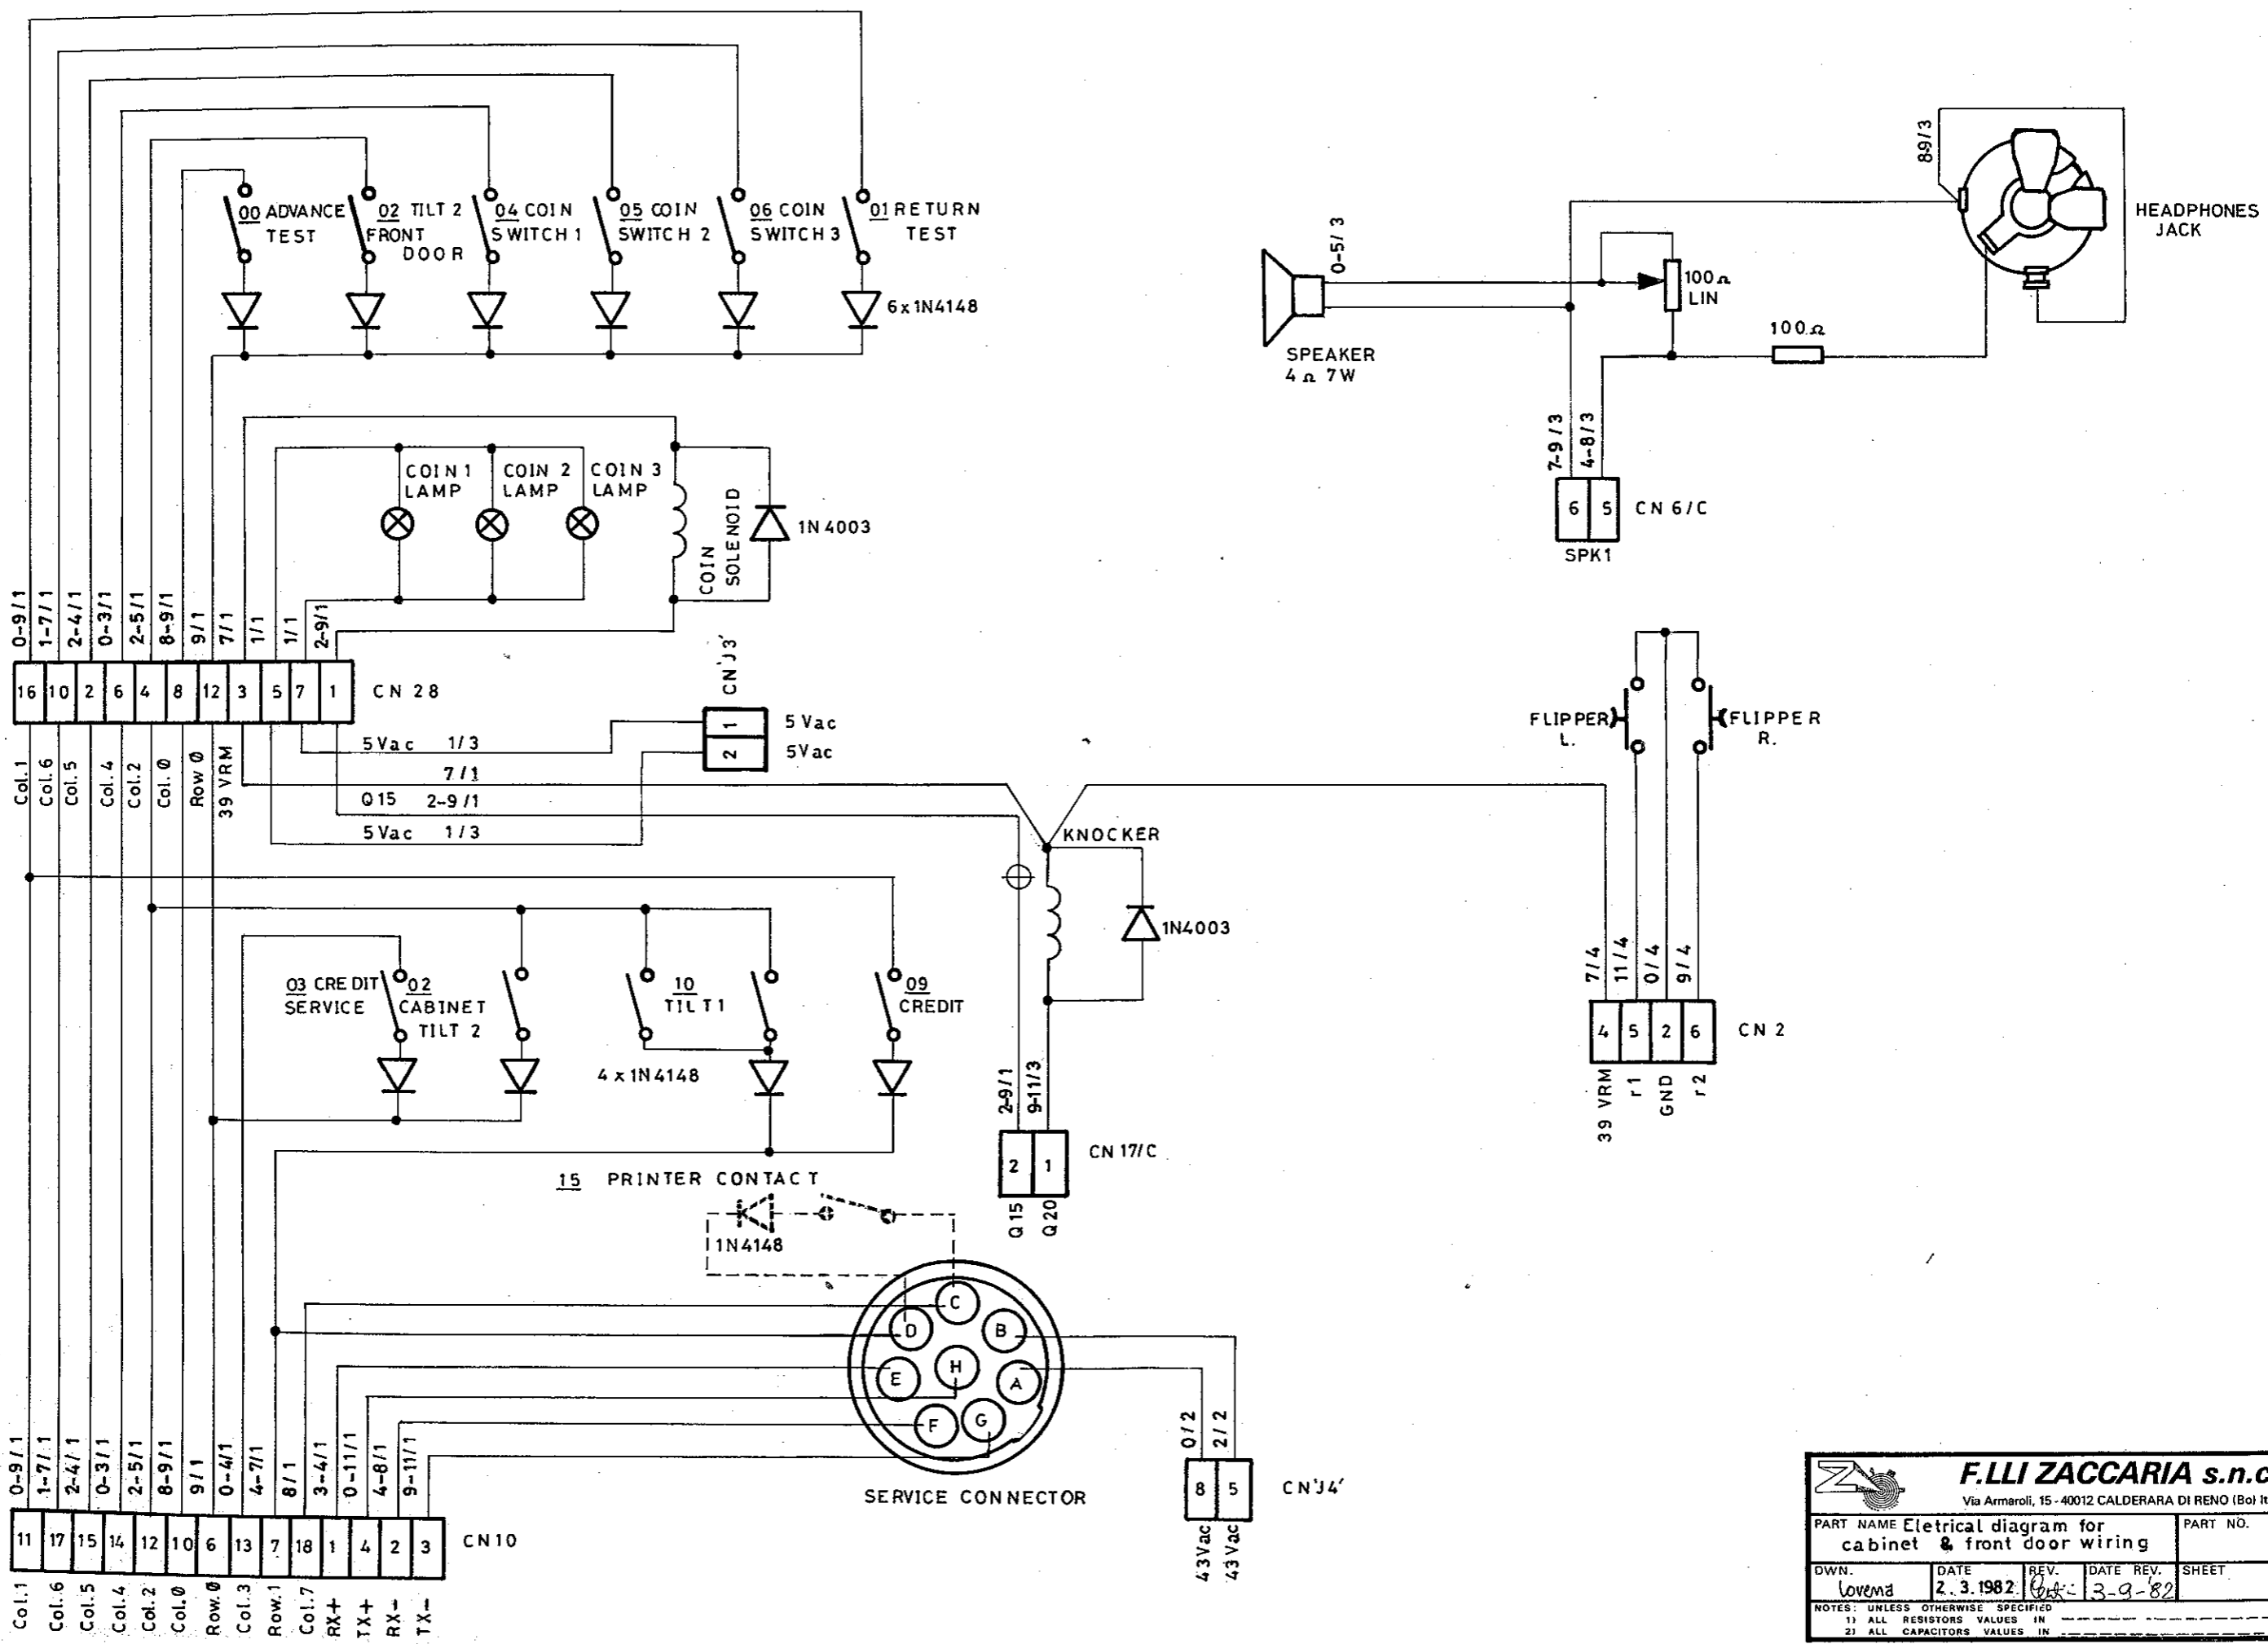 00 ADVANCE
TEST
02 TILT 2
FRONT
DOOR
04 COIN
SWITCH 1
05 COIN
SWITCH 2
06 COIN
SWITCH 3
01 RETURN
TEST
6x1N4148
8-9/3
HEADPHONES
JACK
0-5/3
100Ω
LIN
100Ω
SPEAKER
4Ω 7W
7-9/3
4-8/3
6
5
CN 6/C
SPK1
COIN 1
LAMP
COIN 2
LAMP
COIN 3
LAMP
COIN
SOLENOID
1N4003
0-9/1
1-7/1
2-4/1
0-3/1
2-5/1
8-9/1
9/1
7/1
1/1
1/1
2-9/1
16
10
2
6
4
8
12
3
5
7
1
CN 28
CN'J3'
1
2
5Vac
5Vac
Col.1
Col.6
Col.5
Col.4
Col.2
Col.Ø
Row Ø
39 VRM
5Vac 1/3
7/1
Q15 2-9/1
5Vac 1/3
FLIPPER
L.
FLIPPER
R.
KNOCKER
1N4003
03 CREDIT
SERVICE
02
CABINET
TILT 2
10
TILT1
09
CREDIT
4x1N4148
2-9/1
9-11/3
2
1
CN 17/C
Q15
Q20
7/4
11/4
0/4
9/4
4
5
2
6
CN 2
39 VRM
r1
GND
r2
15 PRINTER CONTACT
1N4148
C
D
B
H
E
A
F
G
SERVICE CONNECTOR
0/2
2/2
8
5
CN'J4'
43Vac
43Vac
0-9/1
1-7/1
2-4/1
0-3/1
2-5/1
8-9/1
9/1
0-4/1
4-7/1
8/1
3-4/1
0-11/1
4-8/1
9-11/1
11
17
15
14
12
10
6
13
7
18
1
4
2
3
CN10
Col.1
Col.6
Col.5
Col.4
Col.2
Col.Ø
Row.Ø
Col.3
Row.1
Col.7
RX+
TX+
RX-
TX-
F.LLI ZACCARIA s.n.c
Via Armaroli, 15 - 40012 CALDERARA DI RENO (Bo) It
PART NAME Eletrical diagram for
cabinet & front door wiring
PART NO.
DWN.
Lovena
DATE
2.3.1982
REV.
DATE REV.
3-9-82
SHEET
NOTES: UNLESS OTHERWISE SPECIFIED
1) ALL RESISTORS VALUES IN
2) ALL CAPACITORS VALUES IN